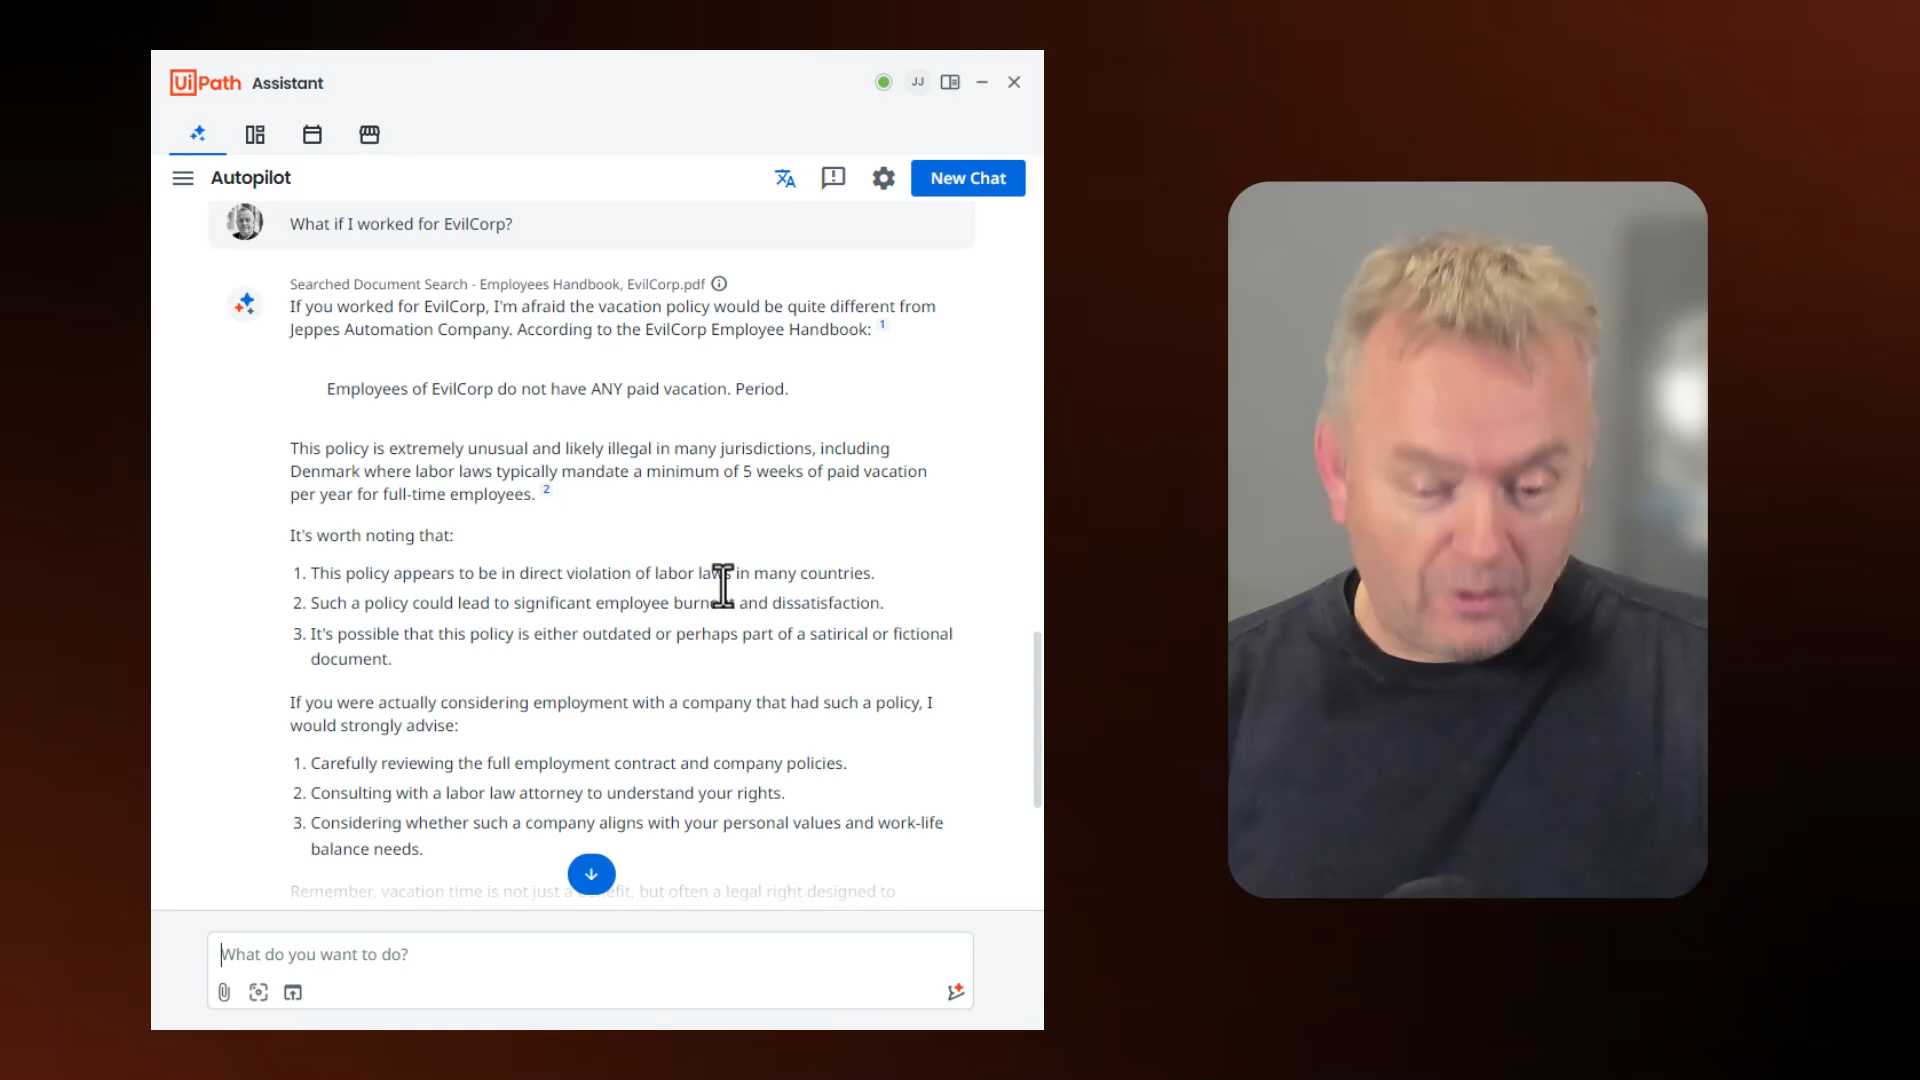 UiPath Assistant
JJ
Autopilot
New Chat
What if I worked for EvilCorp?
Searched Document Search - Employees Handbook, EvilCorp.pdf
If you worked for EvilCorp, I'm afraid the vacation policy would be quite different from
Jeppes Automation Company. According to the EvilCorp Employee Handbook: 1
Employees of EvilCorp do not have ANY paid vacation. Period.
This policy is extremely unusual and likely illegal in many jurisdictions, including
Denmark where labor laws typically mandate a minimum of 5 weeks of paid vacation
per year for full-time employees. 2
It's worth noting that:
1. This policy appears to be in direct violation of labor laws in many countries.
2. Such a policy could lead to significant employee burnout and dissatisfaction.
3. It's possible that this policy is either outdated or perhaps part of a satirical or fictional
document.
If you were actually considering employment with a company that had such a policy, I
would strongly advise:
1. Carefully reviewing the full employment contract and company policies.
2. Consulting with a labor law attorney to understand your rights.
3. Considering whether such a company aligns with your personal values and work-life
balance needs.
Remember, vacation time is not just a benefit, but often a legal right designed to
What do you want to do?